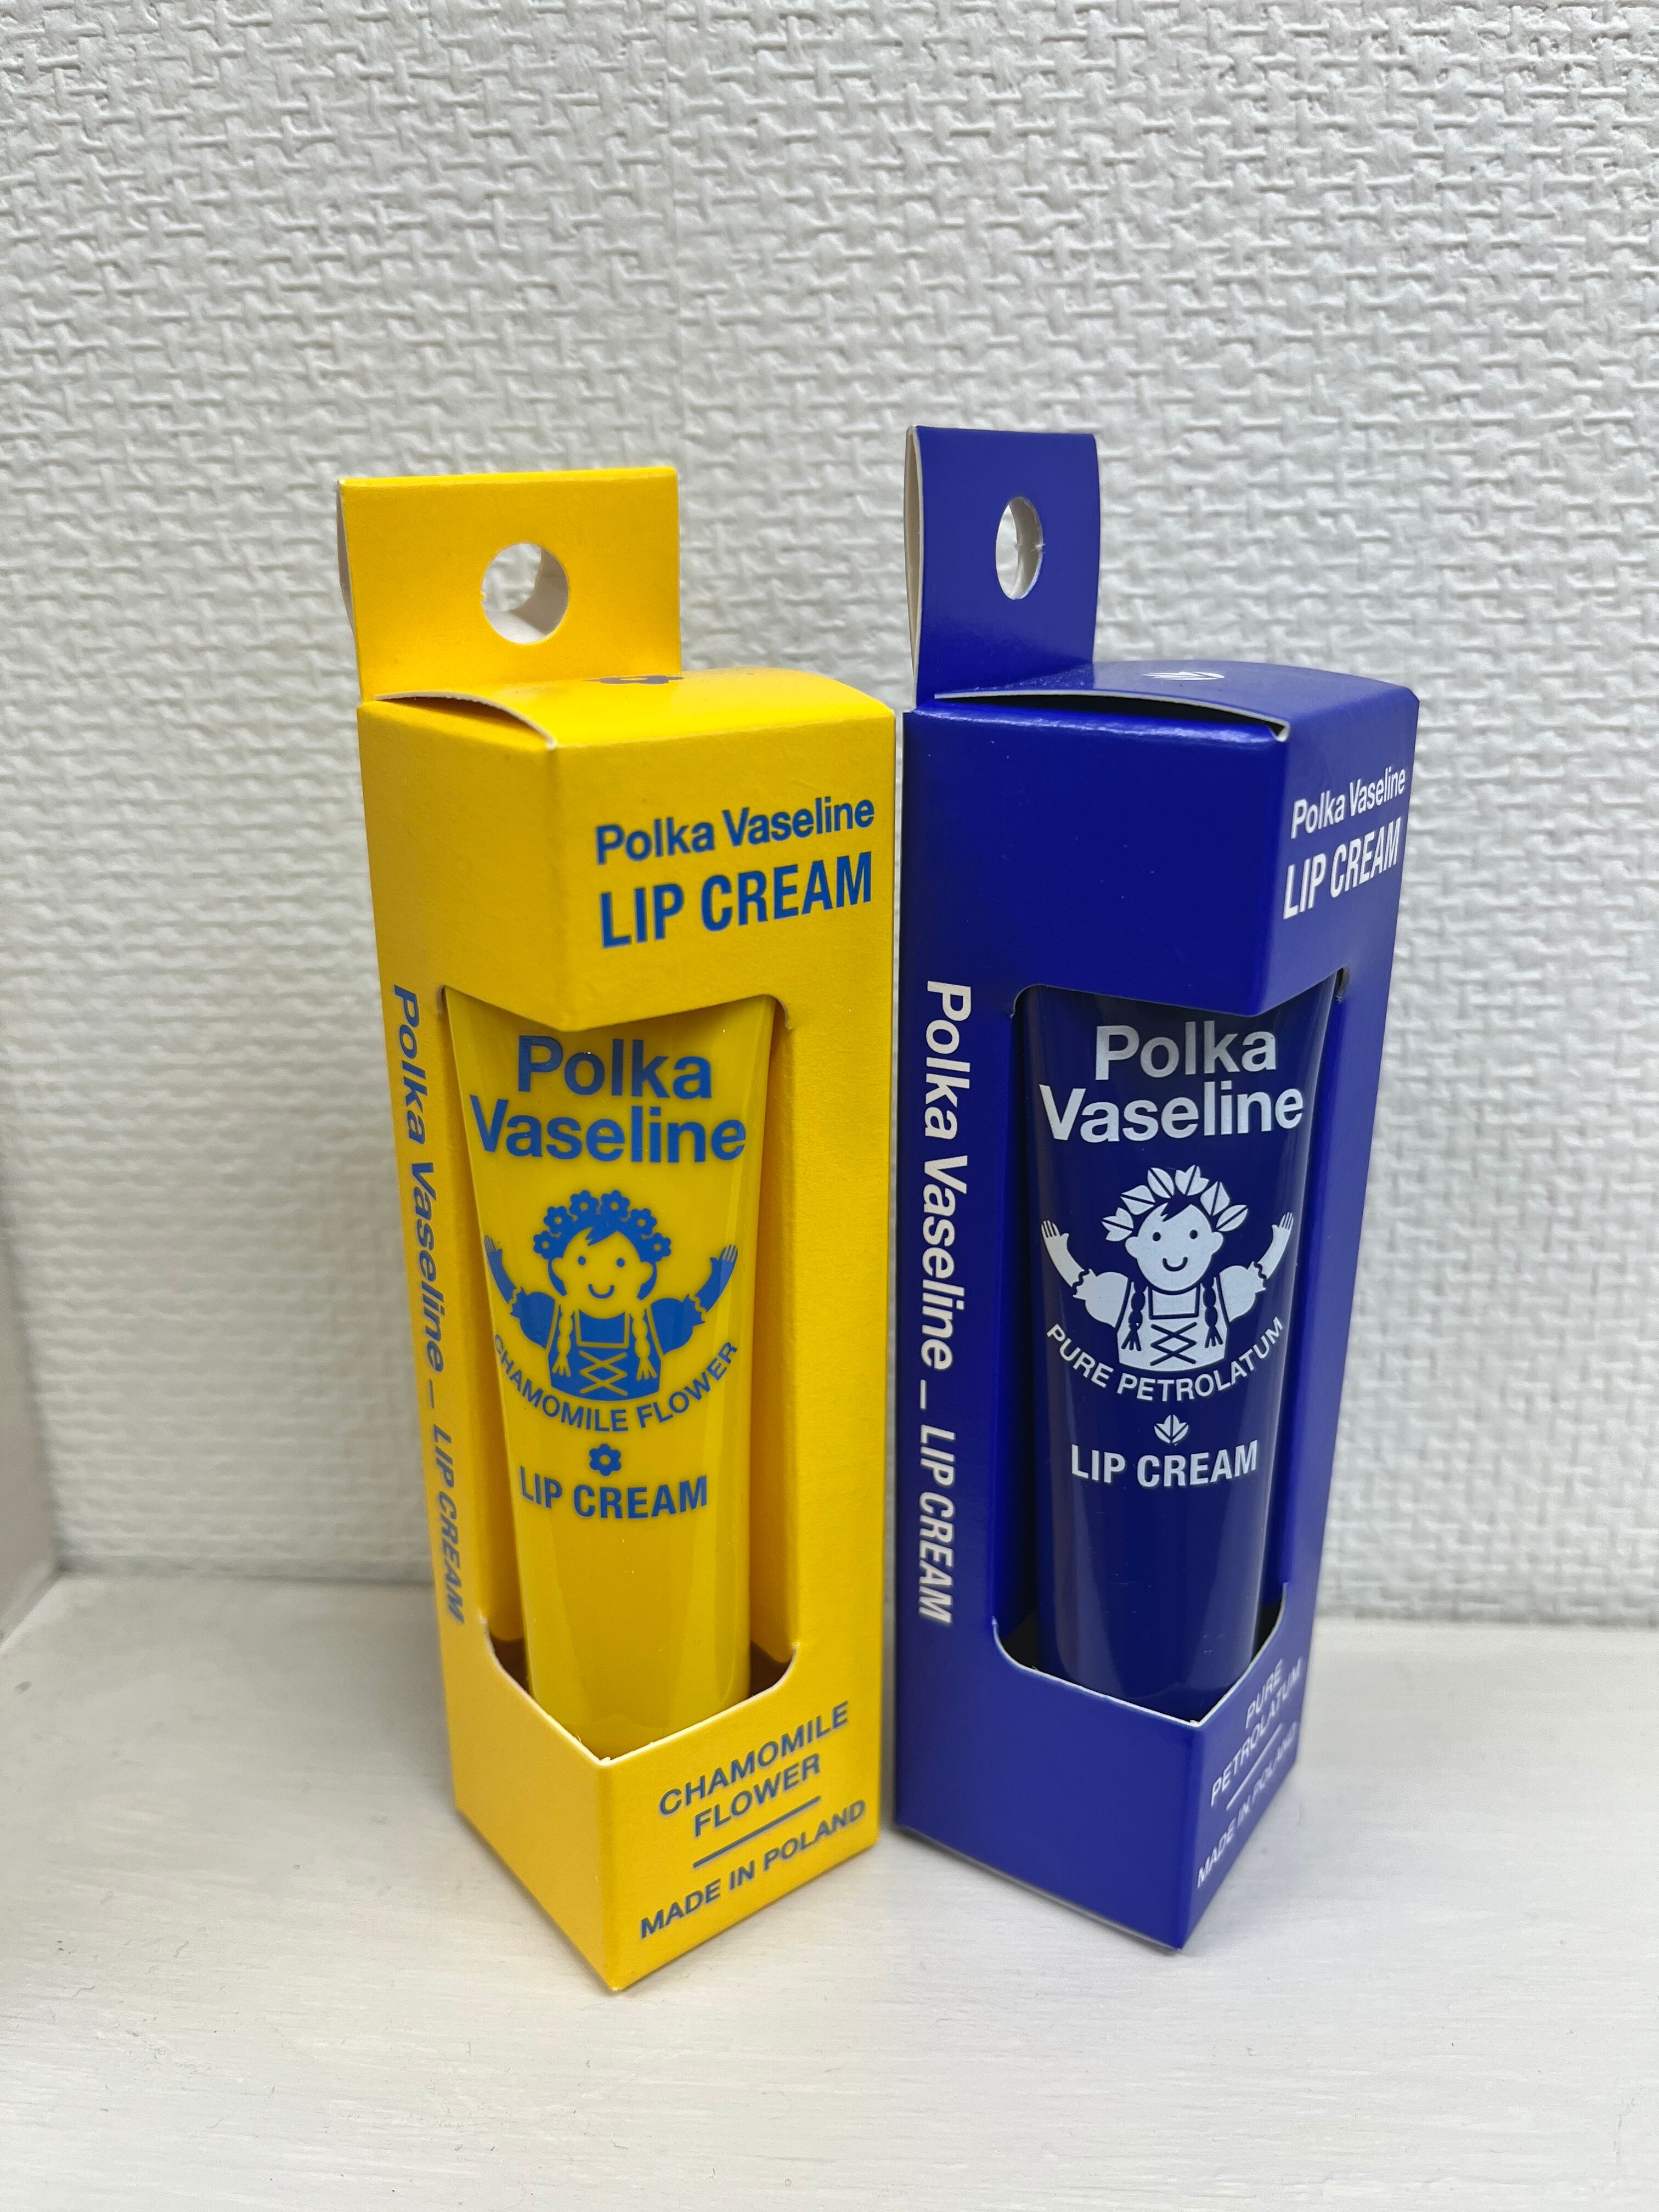 Polka Vaseline
LIP CREAM
Polka Vaseline – LIP CREAM
Polka
Vaseline
CHAMOMILE FLOWER
LIP CREAM
CHAMOMILE
FLOWER
MADE IN POLAND
Polka Vaseline
LIP CREAM
Polka Vaseline – LIP CREAM
Polka
Vaseline
PURE PETROLATUM
LIP CREAM
PURE
PETROLATUM
MADE IN POLAND